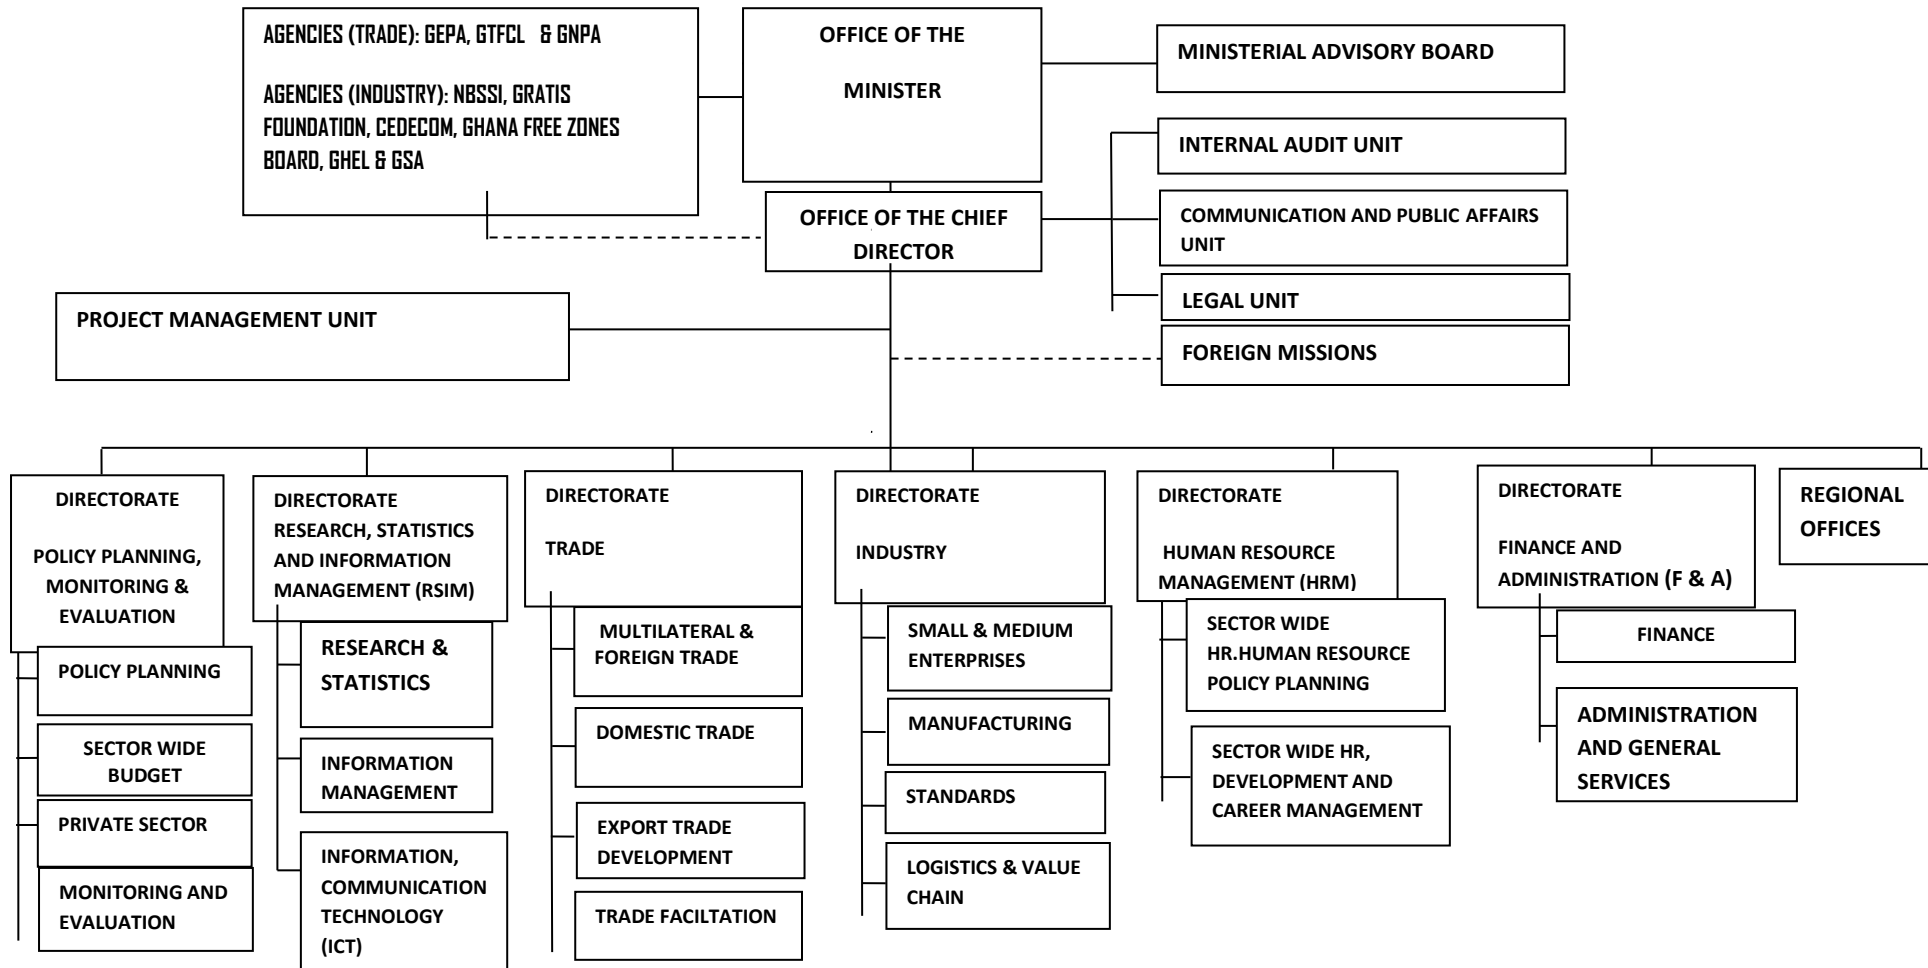 AGENCIES (TRADE): GEPA, GTFCL & GNPA
AGENCIES (INDUSTRY): NBSSI, GRATIS
FOUNDATION, CEDECOM, GHANA FREE ZONES
BOARD, GHEL & GSA
OFFICE OF THE
MINISTER
MINISTERIAL ADVISORY BOARD
INTERNAL AUDIT UNIT
OFFICE OF THE CHIEF
DIRECTOR
COMMUNICATION AND PUBLIC AFFAIRS
UNIT
LEGAL UNIT
PROJECT MANAGEMENT UNIT
FOREIGN MISSIONS
DIRECTORATE
POLICY PLANNING,
MONITORING &
EVALUATION
POLICY PLANNING
SECTOR WIDE
BUDGET
PRIVATE SECTOR
MONITORING AND
EVALUATION
DIRECTORATE
RESEARCH, STATISTICS
AND INFORMATION
MANAGEMENT (RSIM)
RESEARCH &
STATISTICS
INFORMATION
MANAGEMENT
INFORMATION,
COMMUNICATION
TECHNOLOGY
(ICT)
DIRECTORATE
TRADE
MULTILATERAL &
FOREIGN TRADE
DOMESTIC TRADE
EXPORT TRADE
DEVELOPMENT
TRADE FACILTATION
DIRECTORATE
INDUSTRY
SMALL & MEDIUM
ENTERPRISES
MANUFACTURING
STANDARDS
LOGISTICS & VALUE
CHAIN
DIRECTORATE
HUMAN RESOURCE
MANAGEMENT (HRM)
SECTOR WIDE
HR.HUMAN RESOURCE
POLICY PLANNING
SECTOR WIDE HR,
DEVELOPMENT AND
CAREER MANAGEMENT
DIRECTORATE
FINANCE AND
ADMINISTRATION (F & A)
FINANCE
ADMINISTRATION
AND GENERAL
SERVICES
REGIONAL
OFFICES